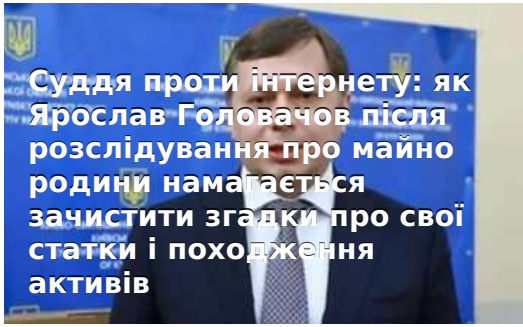 Суддя проти інтернету: як
Ярослав Головачов після
розслідування про майно
родини намагається
зачистити згадки про свої
статки і походження
активів